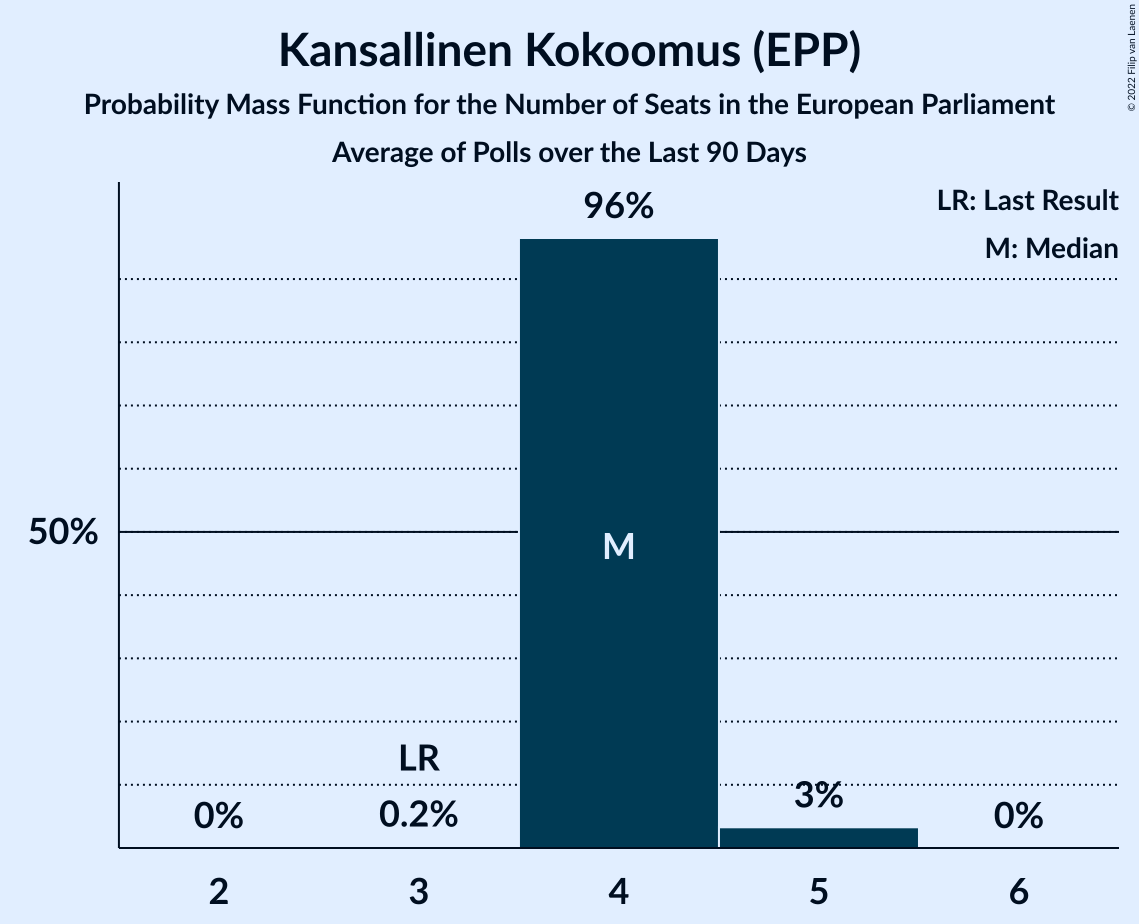 Kansallinen Kokoomus (EPP)
Probability Mass Function for the Number of Seats in the European Parliament
Average of Polls over the Last 90 Days
© 2022 Filip van Laenen
LR: Last Result
M: Median
96%
50%
M
LR
0%
0.2%
3%
0%
2
3
4
5
6